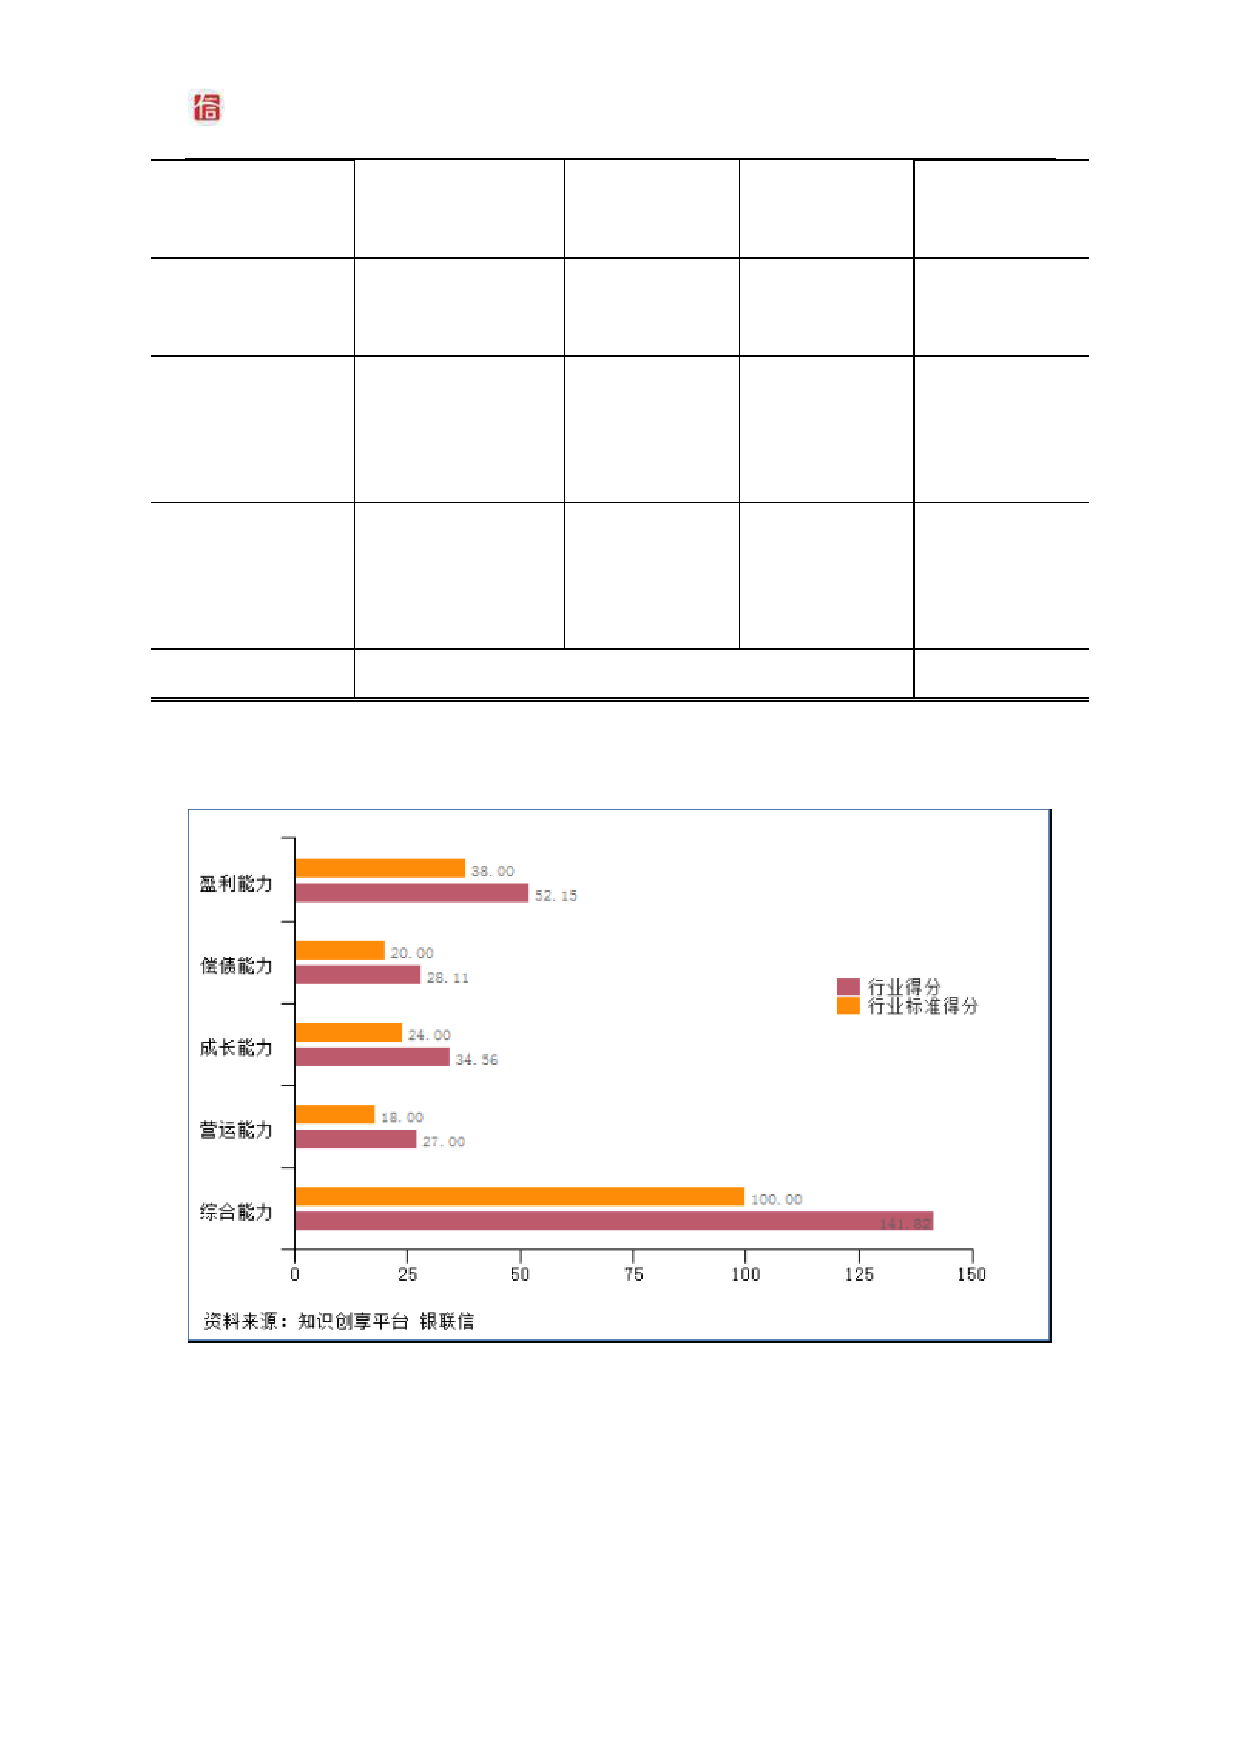 信
盈利能力
38.00
52.15
偿债能力
20.00
28.11
行业得分
行业标准得分
成长能力
24.00
34.56
营运能力
18.00
27.00
综合能力
100.00
141.82
0 25 50 75 100 125 150
资料来源：知识创享平台 银联信